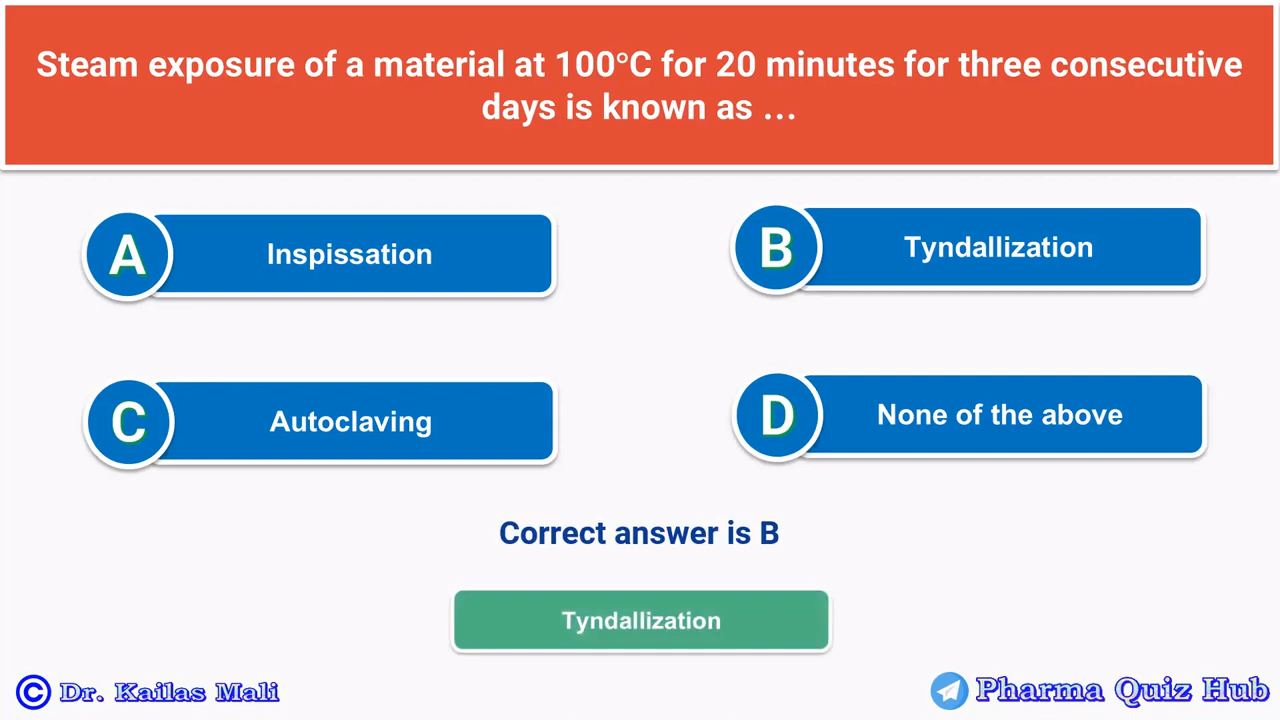 Steam exposure of a material at 100°C for 20 minutes for three consecutive
days is known as ...
A Inspissation
B Tyndallization
C Autoclaving
D None of the above
Correct answer is B
Tyndallization
© Dr. Kailas Mali
Pharma Quiz Hub